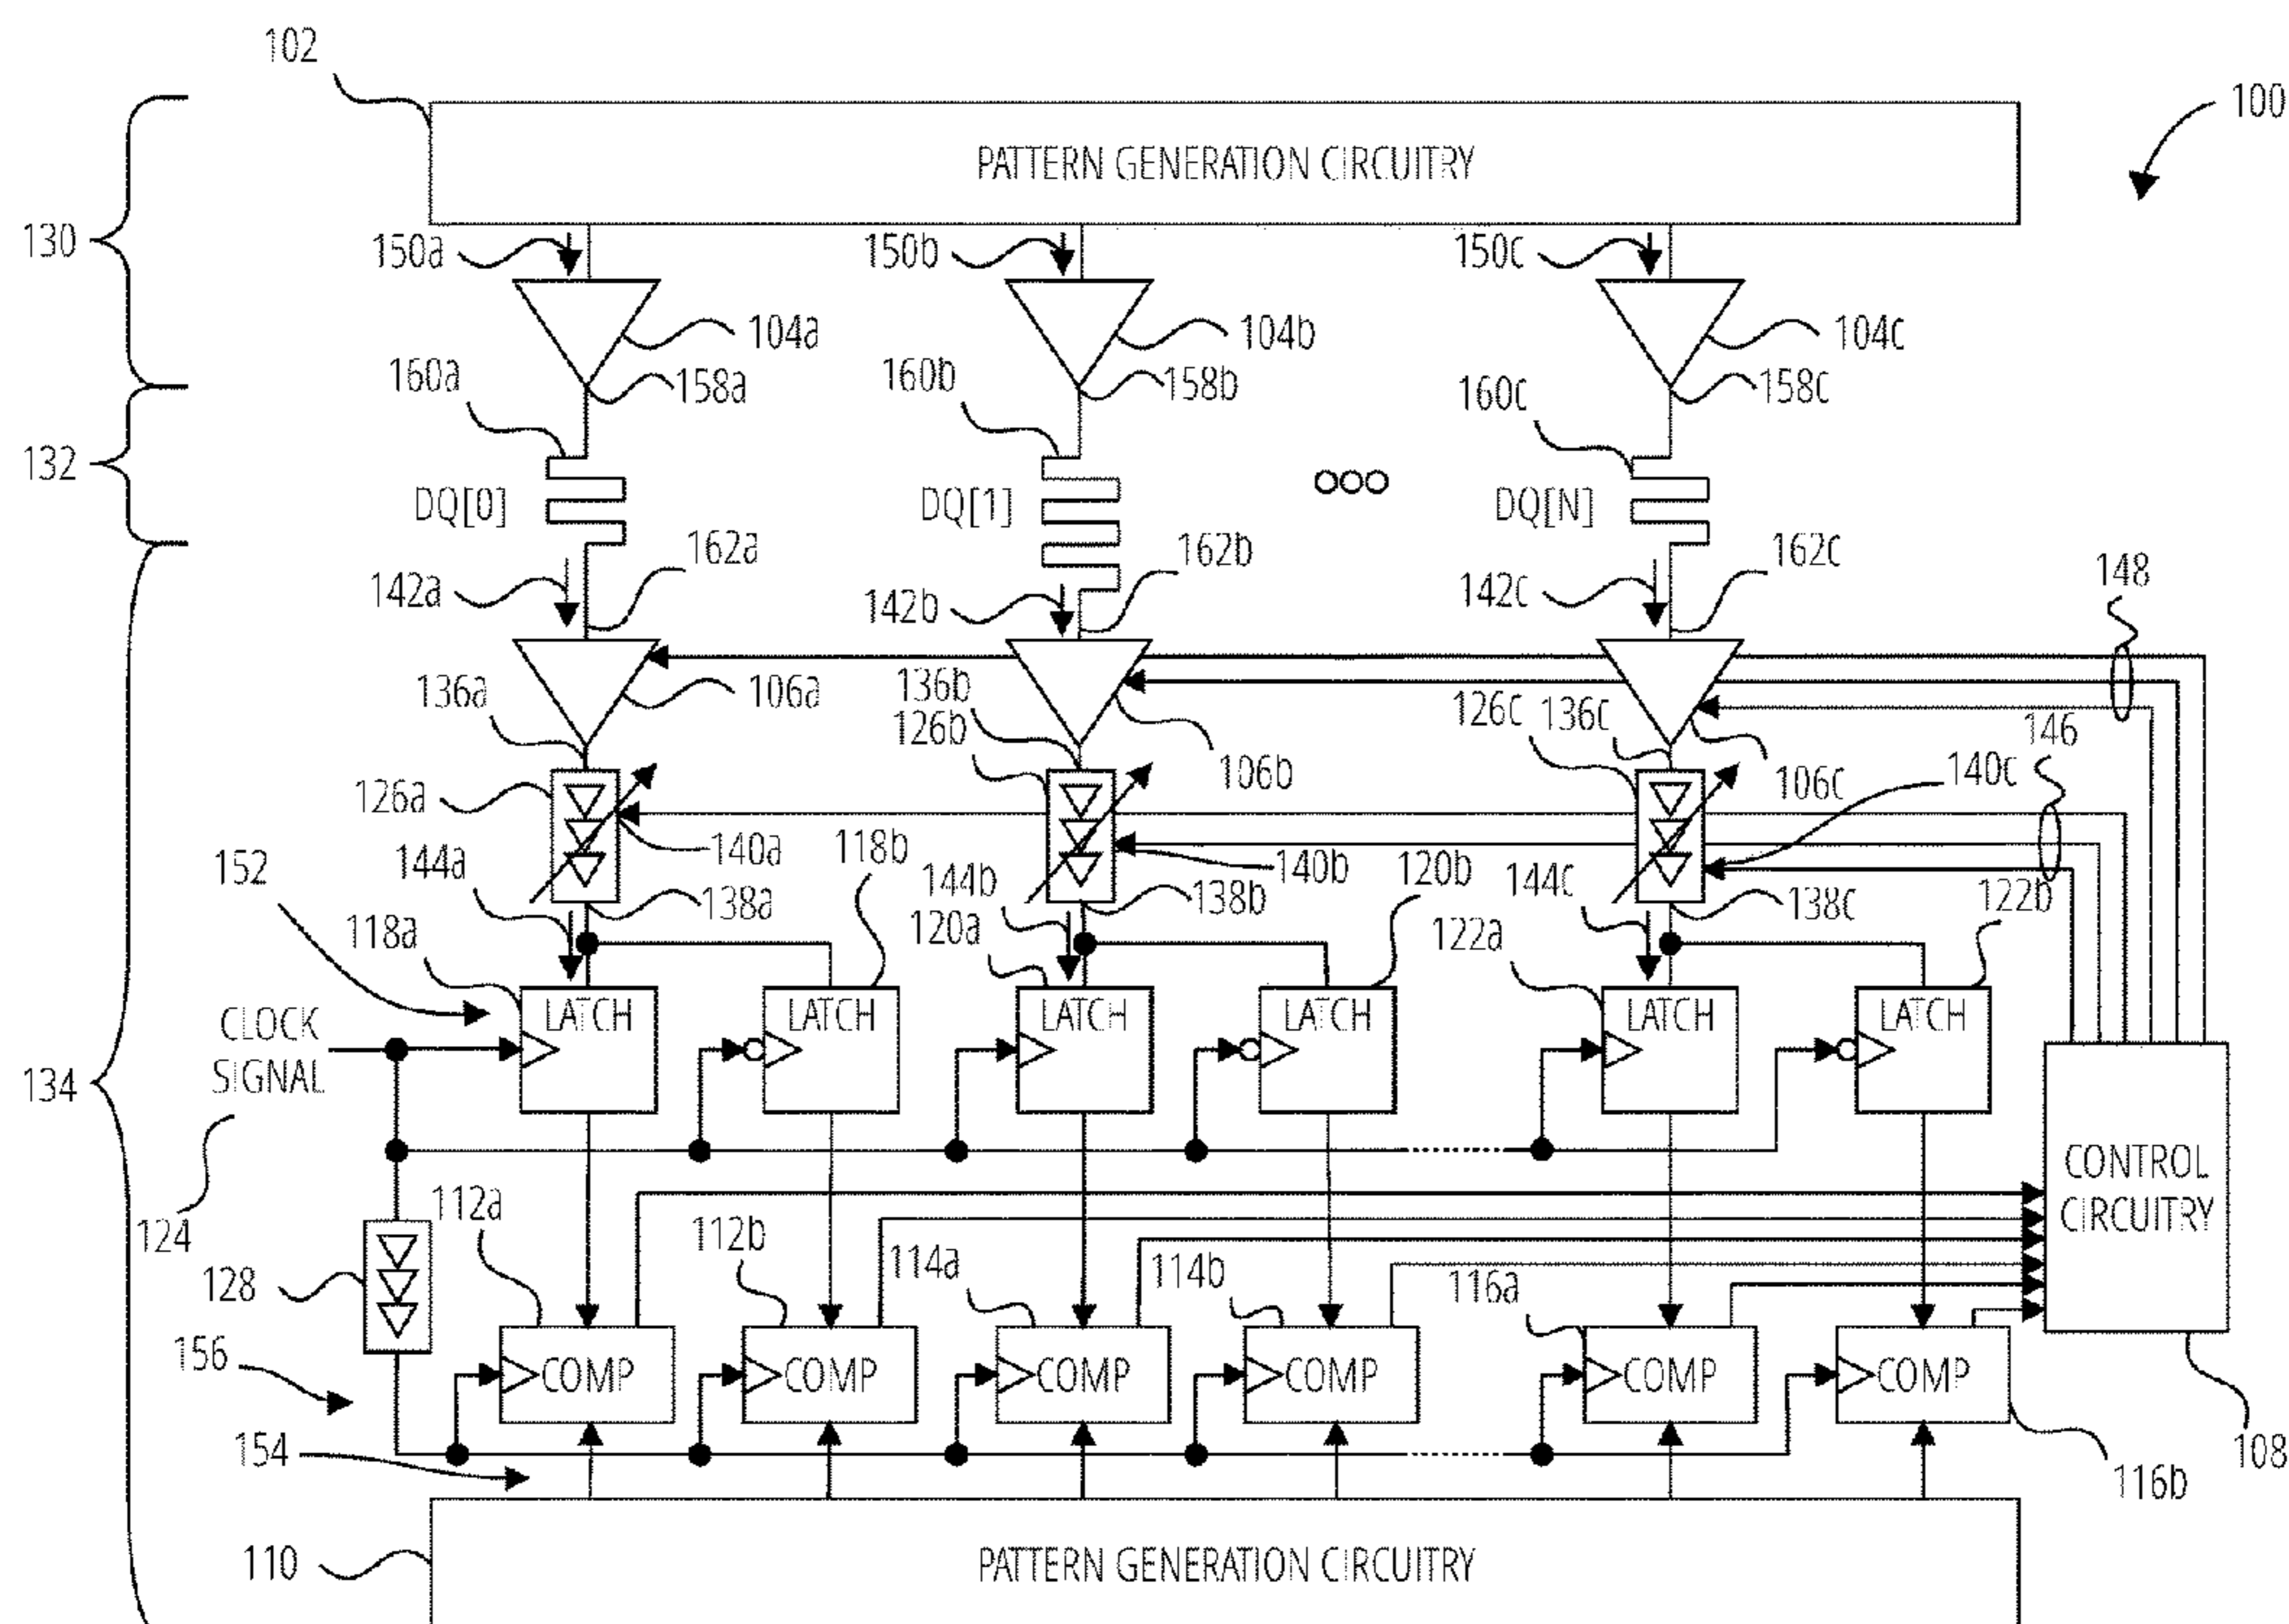 102
100
PATTERN GENERATION CIRCUITRY
130
150a
150b
150c
104a
104b
104c
160a
158a
160b
158b
160c
158c
132
DQ[0]
DQ[1]
DQ[N]
162a
162b
162c
148
142a
142b
142c
136a
106a
136b
126b
126c
136c
146
126a
106b
106c
140c
140a
118b
140b
120b
152
144a
138a
144b
138b
144c
138c
122b
118a
120a
122a
CLOCK
SIGNAL
LATCH
LATCH
LATCH
LATCH
LATCH
LATCH
134
124
CONTROL
CIRCUITRY
112a
112b
114a
114b
116a
128
156
COMP
COMP
COMP
COMP
COMP
COMP
154
108
116b
110
PATTERN GENERATION CIRCUITRY